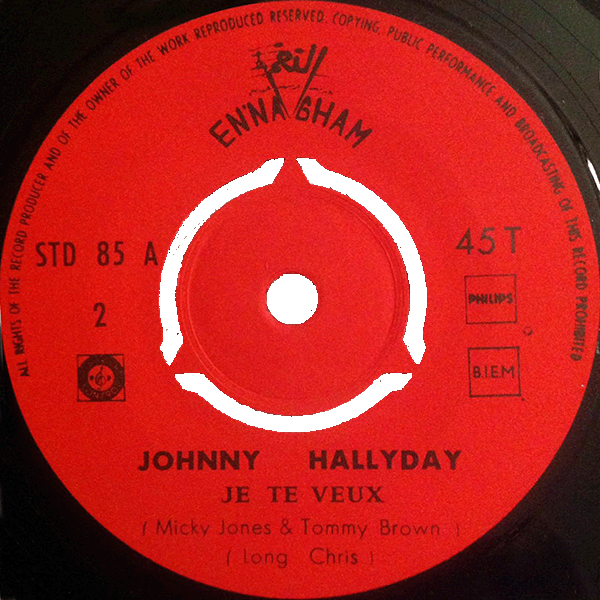 ALL RIGHTS OF THE RECORD PRODUCER AND OF THE OWNER OF THE WORK REPRODUCED RESERVED. COPYING, PUBLIC PERFORMANCE AND BROADCASTING OF THIS RECORD PROHIBITED
EN'NAGHAM
STD 85 A
45 T
2
PHILIPS
B.I.E.M
JOHNNY HALLYDAY
JE TE VEUX
( Micky Jones & Tommy Brown )
( Long Chris )